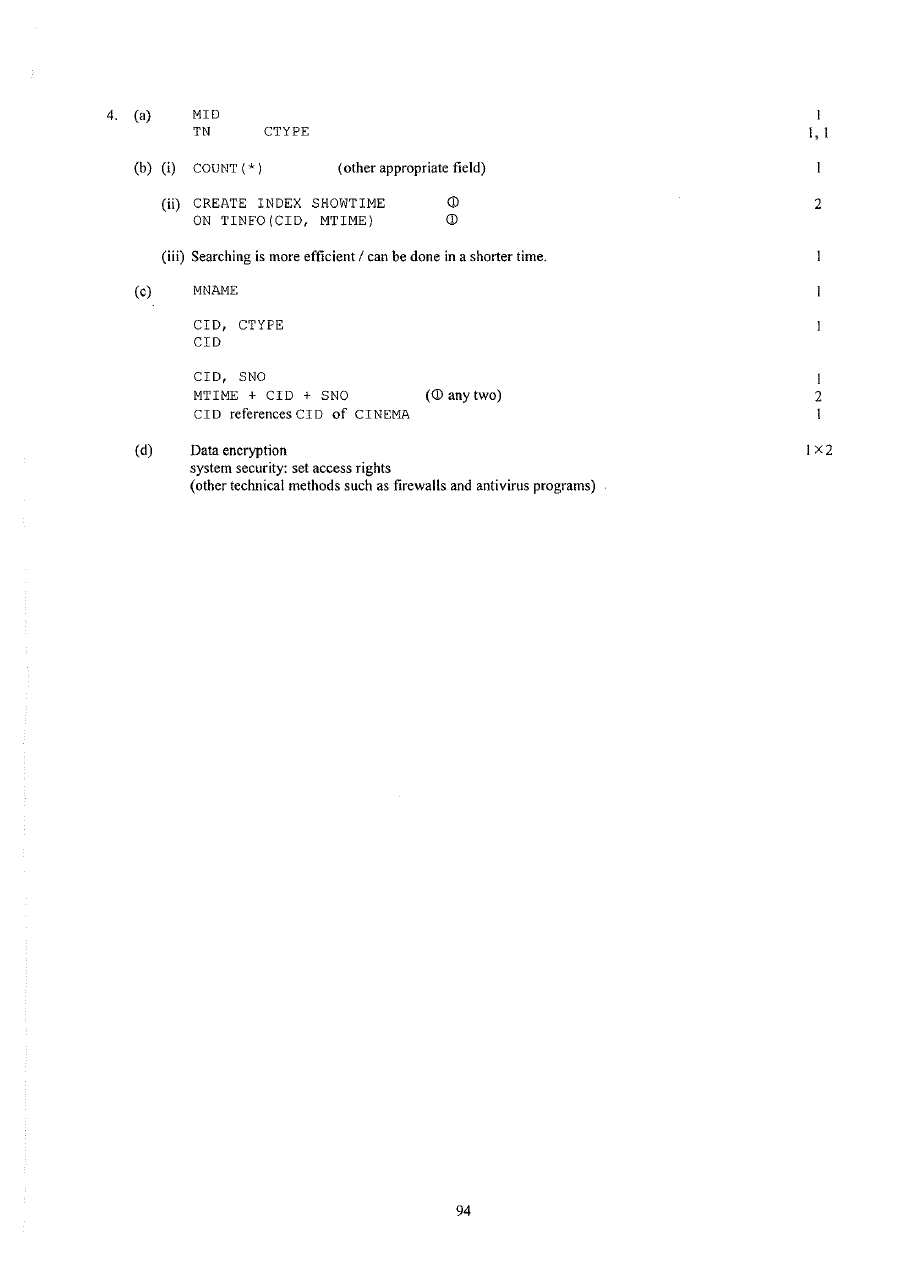 4. (a) MID 1
TN CTYPE 1, 1
(b) (i) COUNT(*) (other appropriate field) 1
(ii) CREATE INDEX SHOWTIME ① 2
ON TINFO(CID, MTIME) ①
(iii) Searching is more efficient / can be done in a shorter time. 1
(c) MNAME 1
CID, CTYPE 1
CID
CID, SNO 1
MTIME + CID + SNO (① any two) 2
CID references CID of CINEMA 1
(d) Data encryption 1×2
system security: set access rights
(other technical methods such as firewalls and antivirus programs)
94